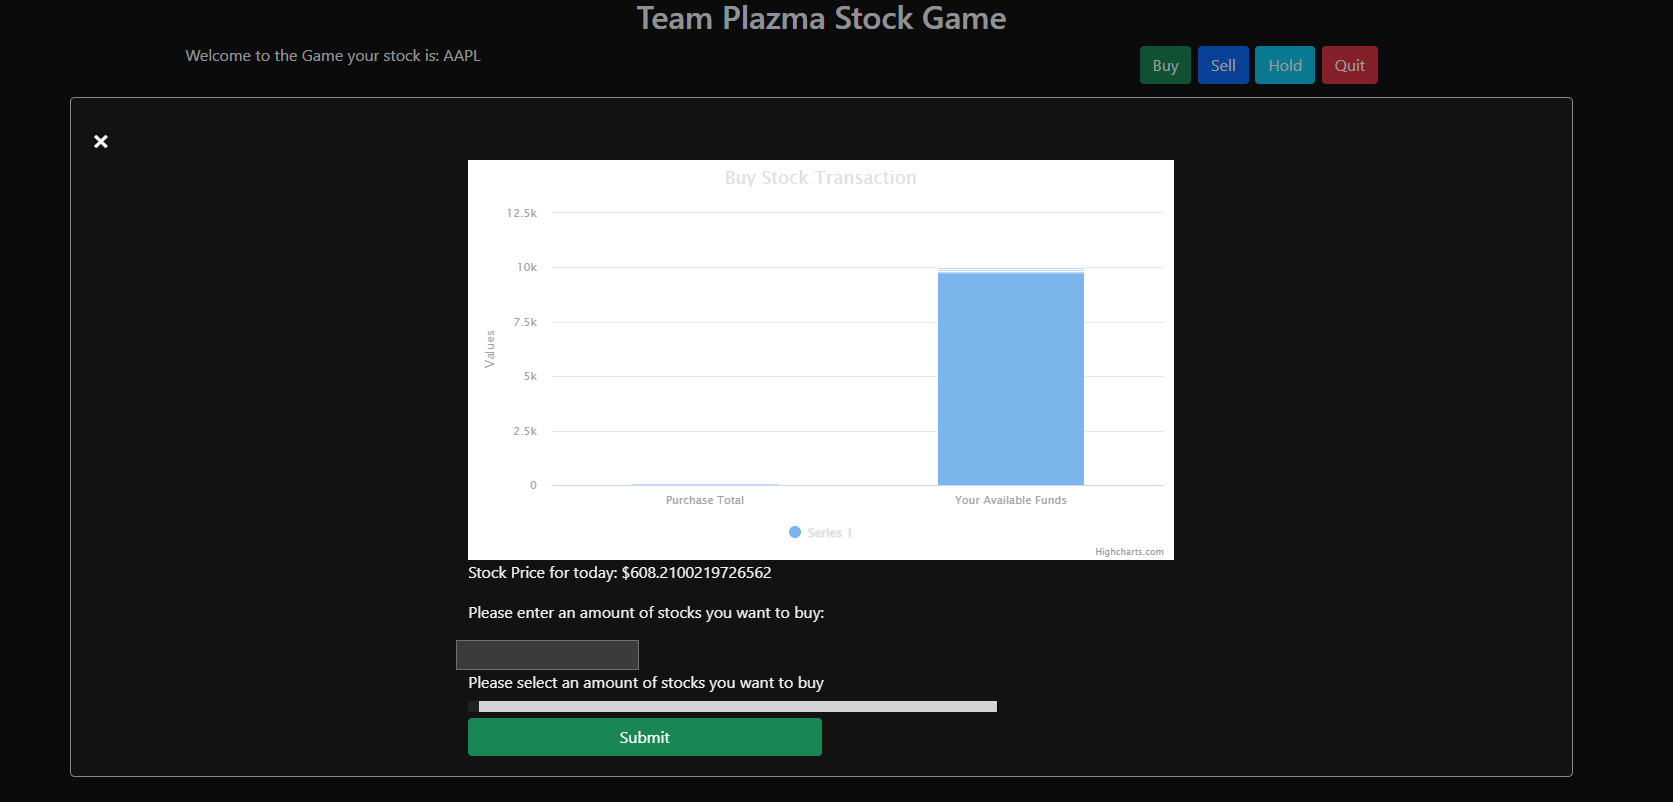 Team Plazma Stock Game
Welcome to the Game your stock is: AAPL
Buy Sell Hold Quit
×
Buy Stock Transaction
12.5k
10k
7.5k
5k
2.5k
0
Values
Purchase Total Your Available Funds
Series 1
Highcharts.com
Stock Price for today: $608.2100219726562
Please enter an amount of stocks you want to buy:
Please select an amount of stocks you want to buy
Submit